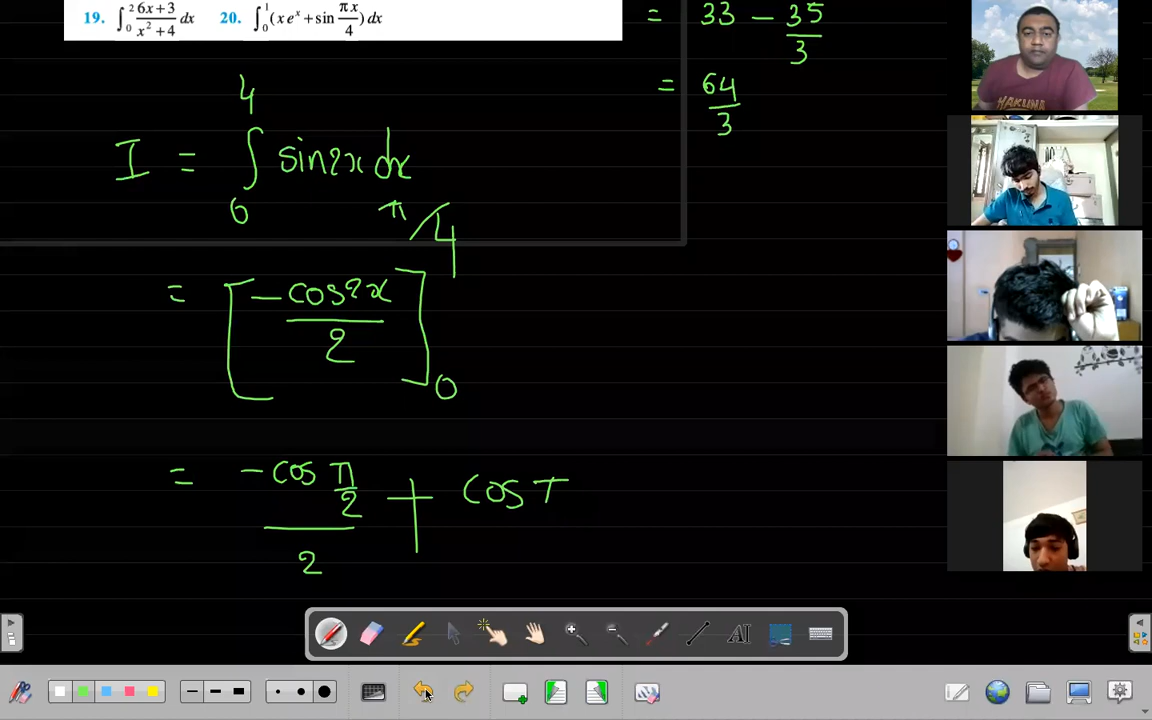 19. ∫₀² (6x + 3)/(x² + 4) dx 20. ∫₀¹ (x eˣ + sin πx/4) dx
= 33 − 35/3
= 64/3
4
I = ∫ sin2x dx
0
π/4
= [ −cos2x/2 ]
0
= −cos π/2 / 2 + cos T
AI
HAKUNA